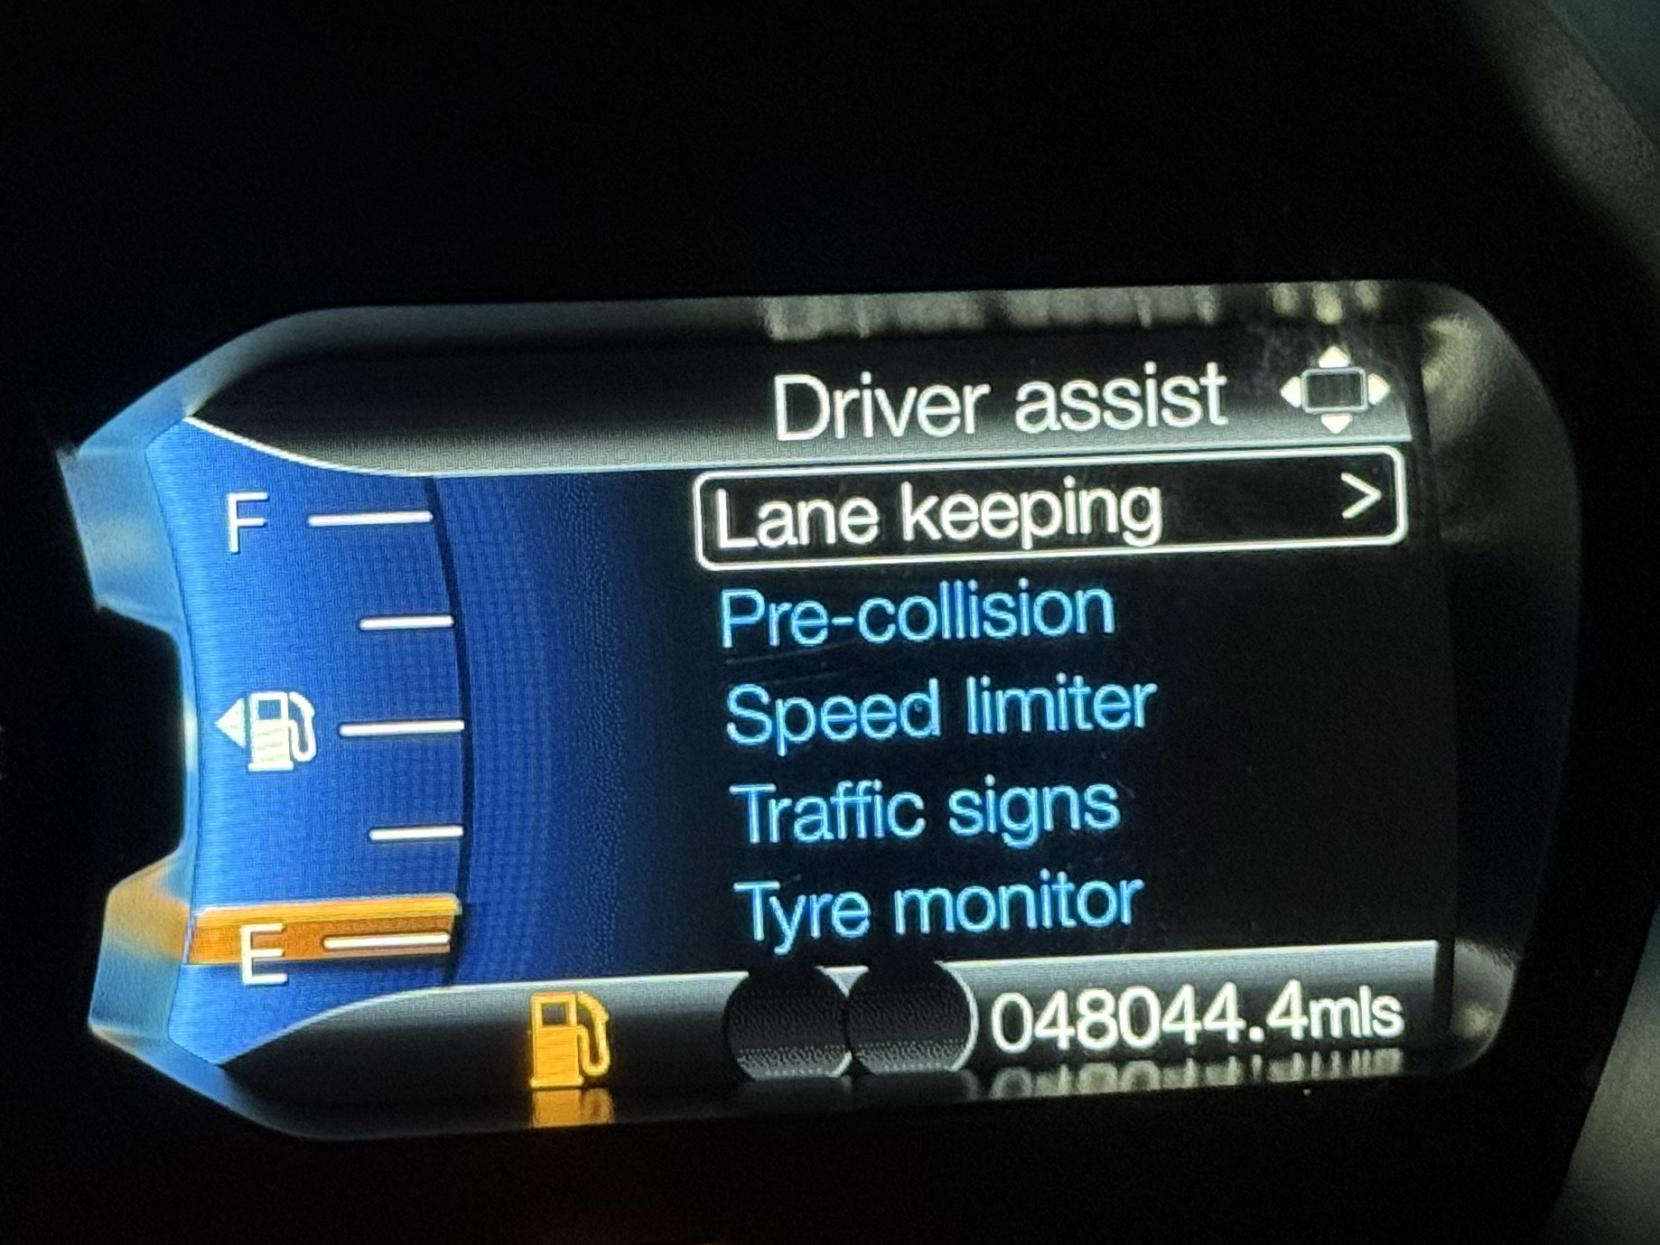 Driver assist
Lane keeping >
Pre-collision
Speed limiter
Traffic signs
Tyre monitor
F
E
048044.4mls